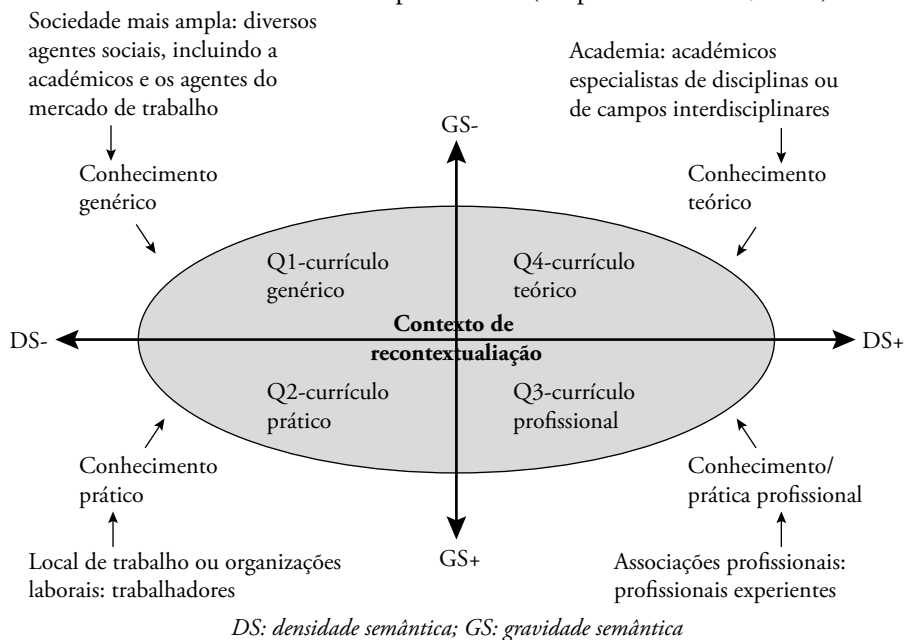 Sociedade mais ampla: diversos
agentes sociais, incluindo a
académicos e os agentes do
mercado de trabalho
Academia: académicos
especialistas de disciplinas ou
de campos interdisciplinares
GS-
Conhecimento
genérico
Conhecimento
teórico
Q1-currículo
genérico
Q4-currículo
teórico
DS-
Contexto de
recontextualiação
DS+
Q2-currículo
prático
Q3-currículo
profissional
Conhecimento
prático
Conhecimento/
prática profissional
GS+
Local de trabalho ou organizações
laborais: trabalhadores
Associações profissionais:
profissionais experientes
DS: densidade semântica; GS: gravidade semântica